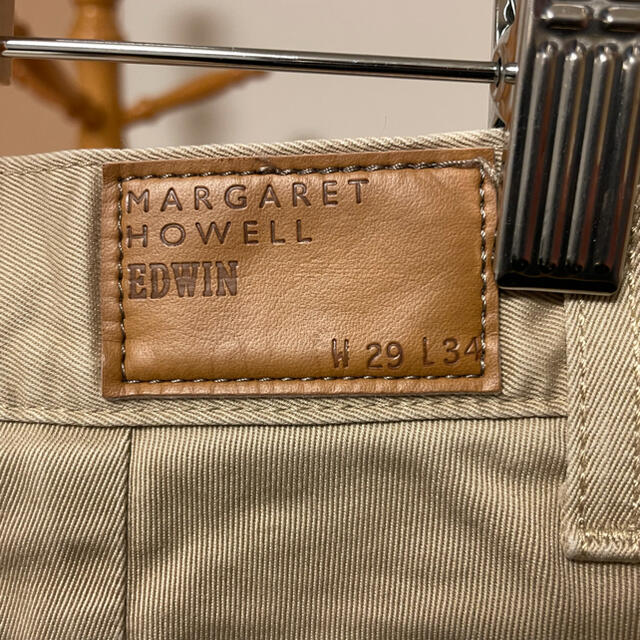 MARGARET
HOWELL
EDWIN
W 29 L 34